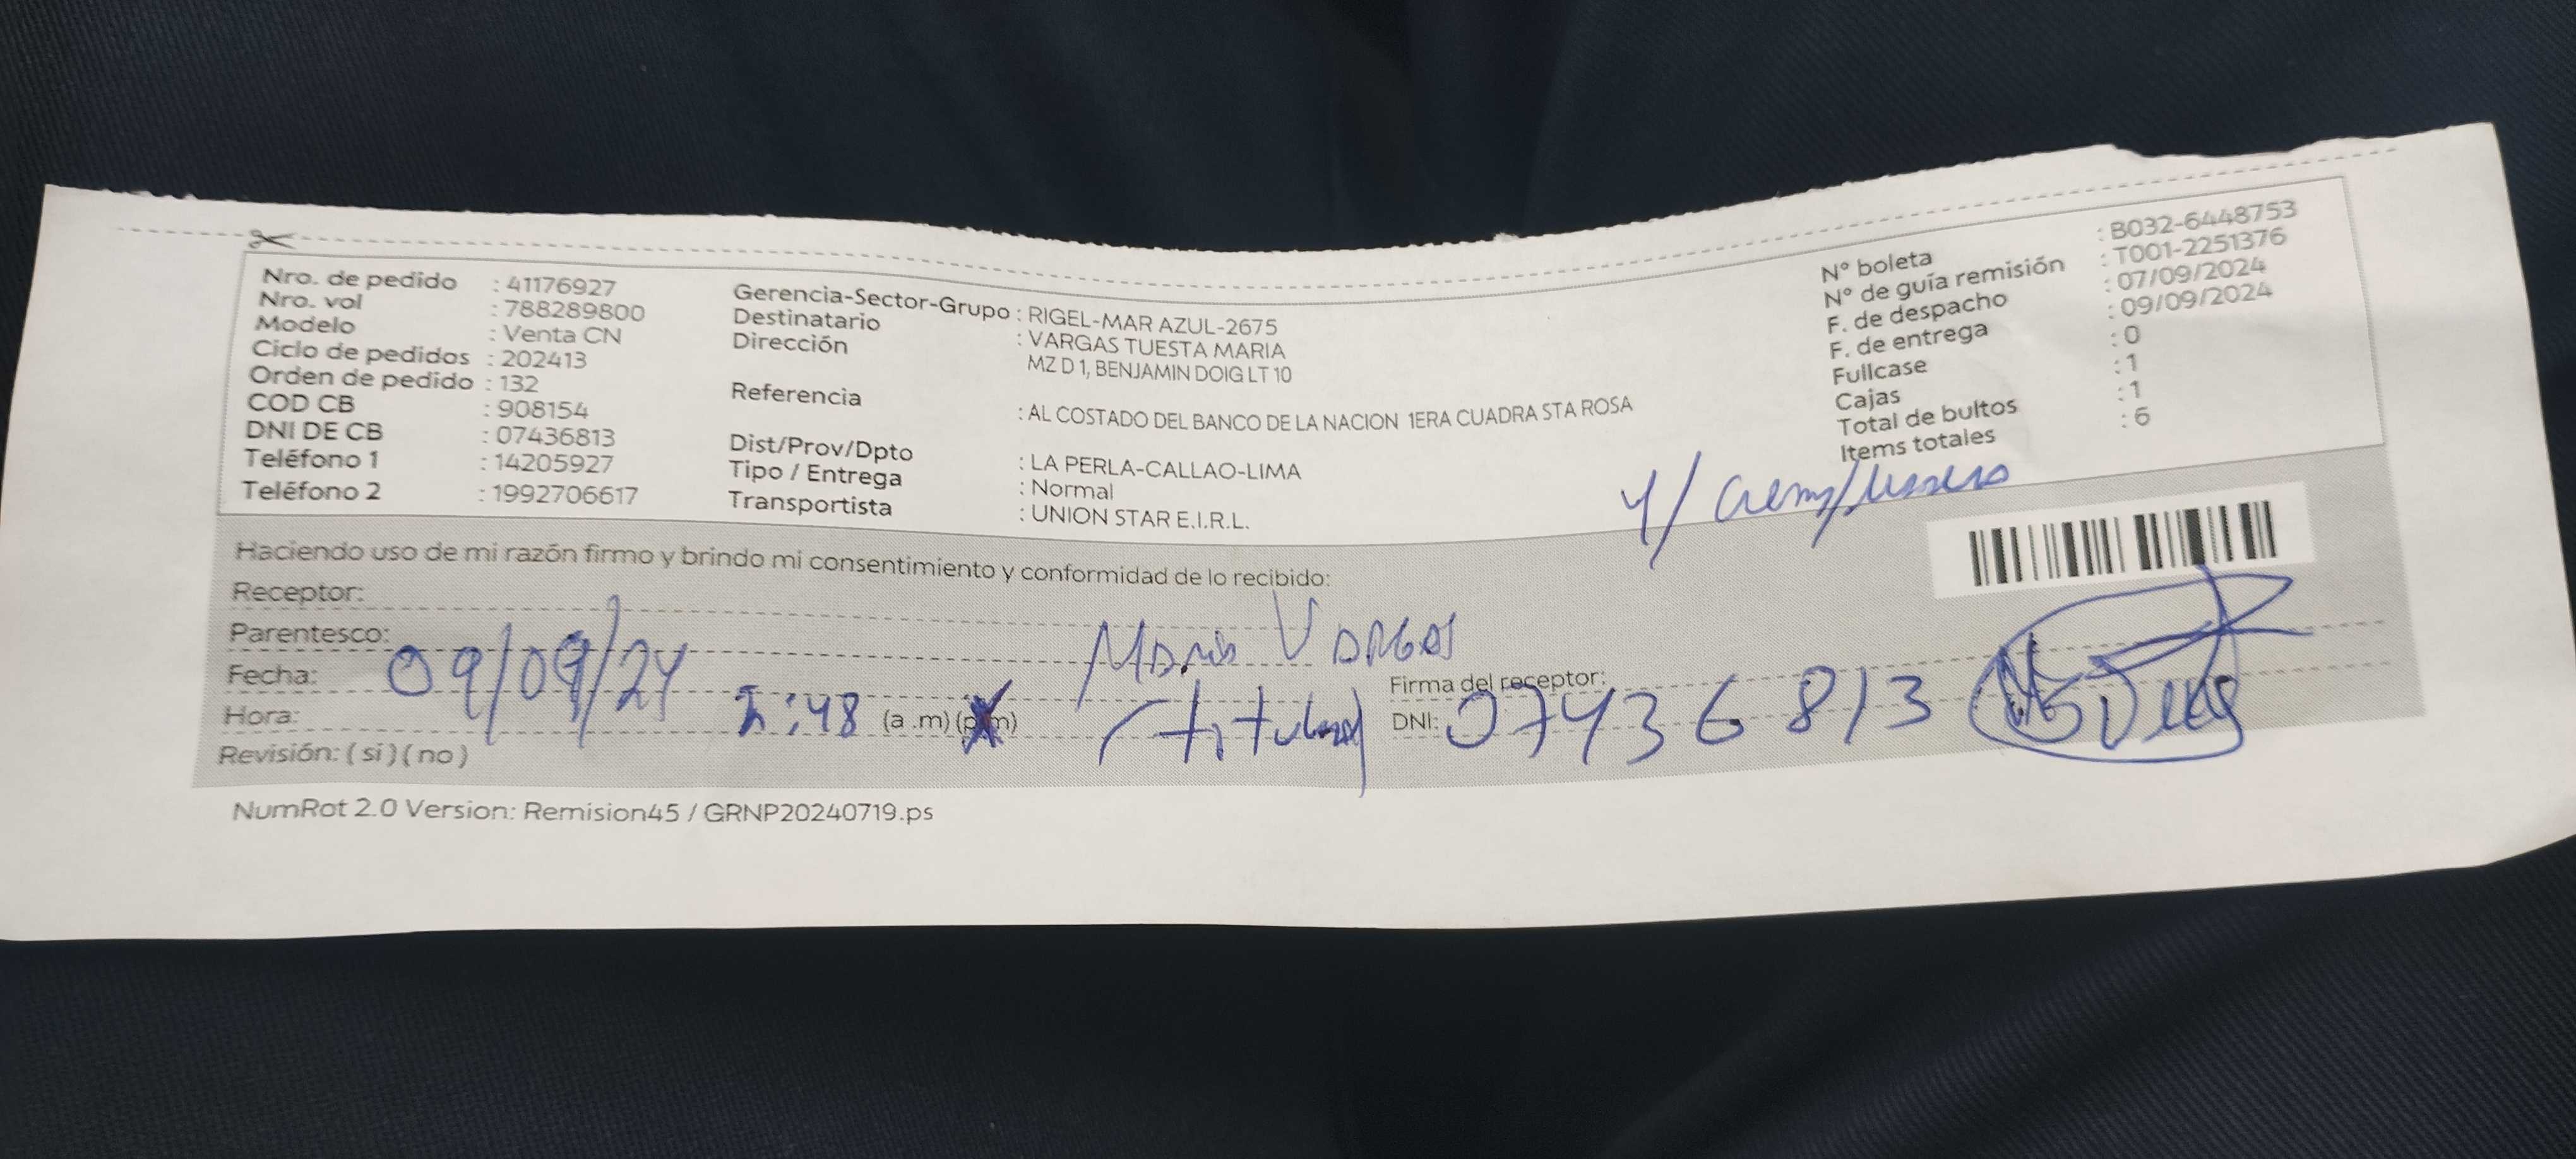 Nro. de pedido : 41176927
Nro. vol : 788289800
Modelo : Venta CN
Ciclo de pedidos : 202413
Orden de pedido : 132
COD CB : 908154
DNI DE CB : 07436813
Teléfono 1 : 14205927
Teléfono 2 : 1992706617
Gerencia-Sector-Grupo : RIGEL-MAR AZUL-2675
Destinatario : VARGAS TUESTA MARIA
Dirección MZ D 1, BENJAMIN DOIG LT 10
Referencia : AL COSTADO DEL BANCO DE LA NACION 1ERA CUADRA STA ROSA
Dist/Prov/Dpto : LA PERLA-CALLAO-LIMA
Tipo / Entrega : Normal
Transportista : UNION STAR E.I.R.L.
N° boleta : B032-6448753
N° de guía remisión : T001-2251376
F. de despacho : 07/09/2024
F. de entrega : 09/09/2024
Fullcase : 0
Cajas : 1
Total de bultos : 1
Items totales : 6
Haciendo uso de mi razón firmo y brindo mi consentimiento y conformidad de lo recibido:
Receptor:
Parentesco:
Maria Vargas
Fecha: 09/09/24
Firma del receptor:
Hora: :48 (a .m) (p.m)
(titular)
DNI: 07436813
Revisión: ( si ) ( no )
NumRot 2.0 Version: Remision45 / GRNP20240719.ps